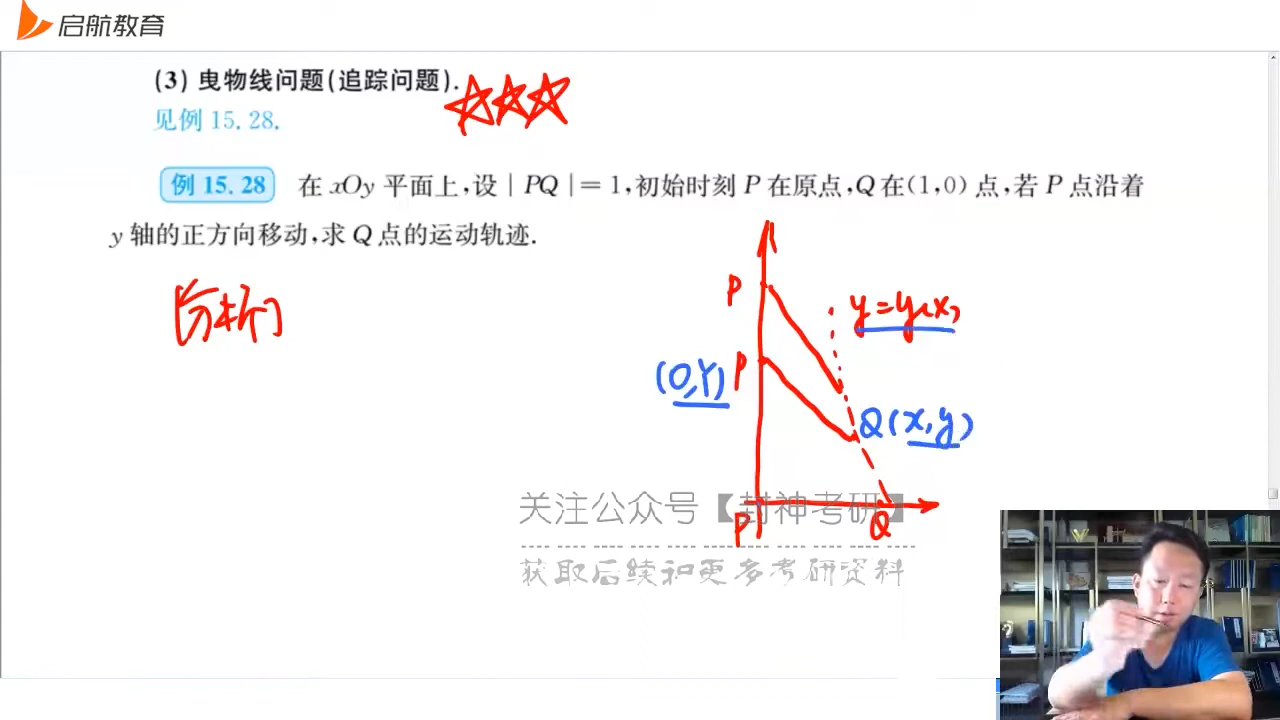 启航教育
(3) 曳物线问题(追踪问题).
见例 15.28.
例 15.28 在 xOy 平面上,设 | PQ | = 1,初始时刻 P 在原点,Q 在(1,0) 点,若 P 点沿着
y 轴的正方向移动,求 Q 点的运动轨迹.
[分析]
P
y=y(x)
(0,Y) P
Q(x,y)
关注公众号【封神考研】
P
Q
获取后续和更多考研资料